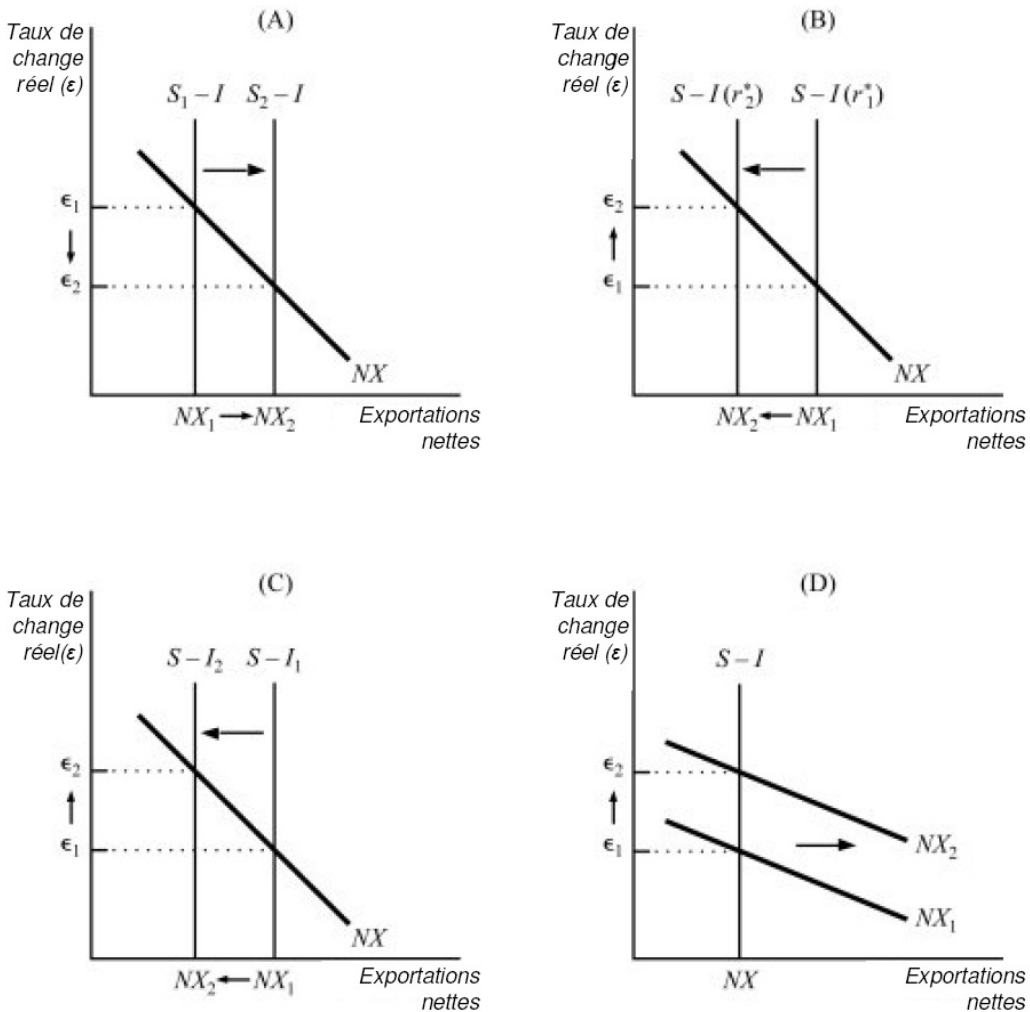 (A)
Taux de
change
réel (ε)
S₁ – I
S₂ – I
ϵ₁
ϵ₂
NX
NX₁
NX₂
Exportations
nettes
(B)
Taux de
change
réel (ε)
S – I (r*₂)
S – I (r*₁)
ϵ₂
ϵ₁
NX
NX₂
NX₁
Exportations
nettes
(C)
Taux de
change
réel(ε)
S – I₂
S – I₁
ϵ₂
ϵ₁
NX
NX₂
NX₁
Exportations
nettes
(D)
Taux de
change
réel (ε)
S – I
ϵ₂
ϵ₁
NX₂
NX₁
NX
Exportations
nettes